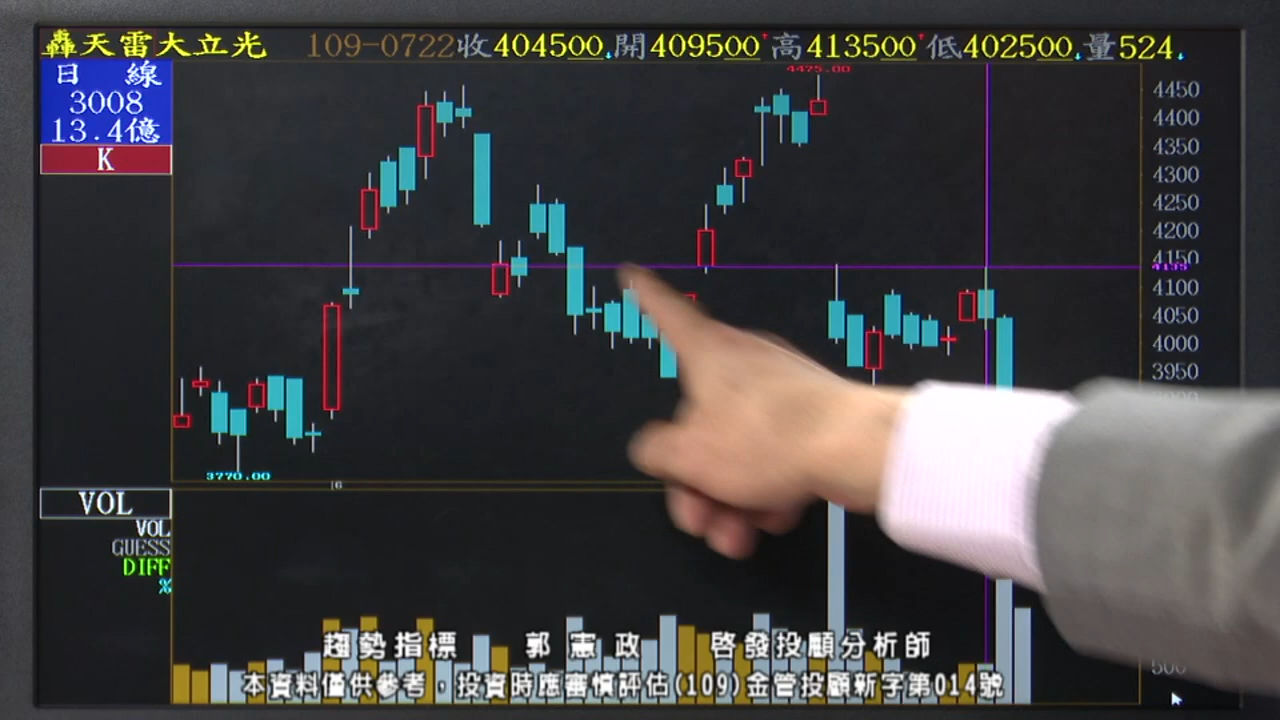 轟天雷大立光 109-0722收404500開409500高413500低402500量524
日 線
3008
13.4億
K
4475.00
4450
4400
4350
4300
4250
4200
4150
4135
4100
4050
4000
3950
3770.00
6
VOL
VOL
GUESS
DIFF
%
500
趨勢指標 郭憲政 啓發投顧分析師
本資料僅供參考，投資時應審慎評估(109)金管投顧新字第014號